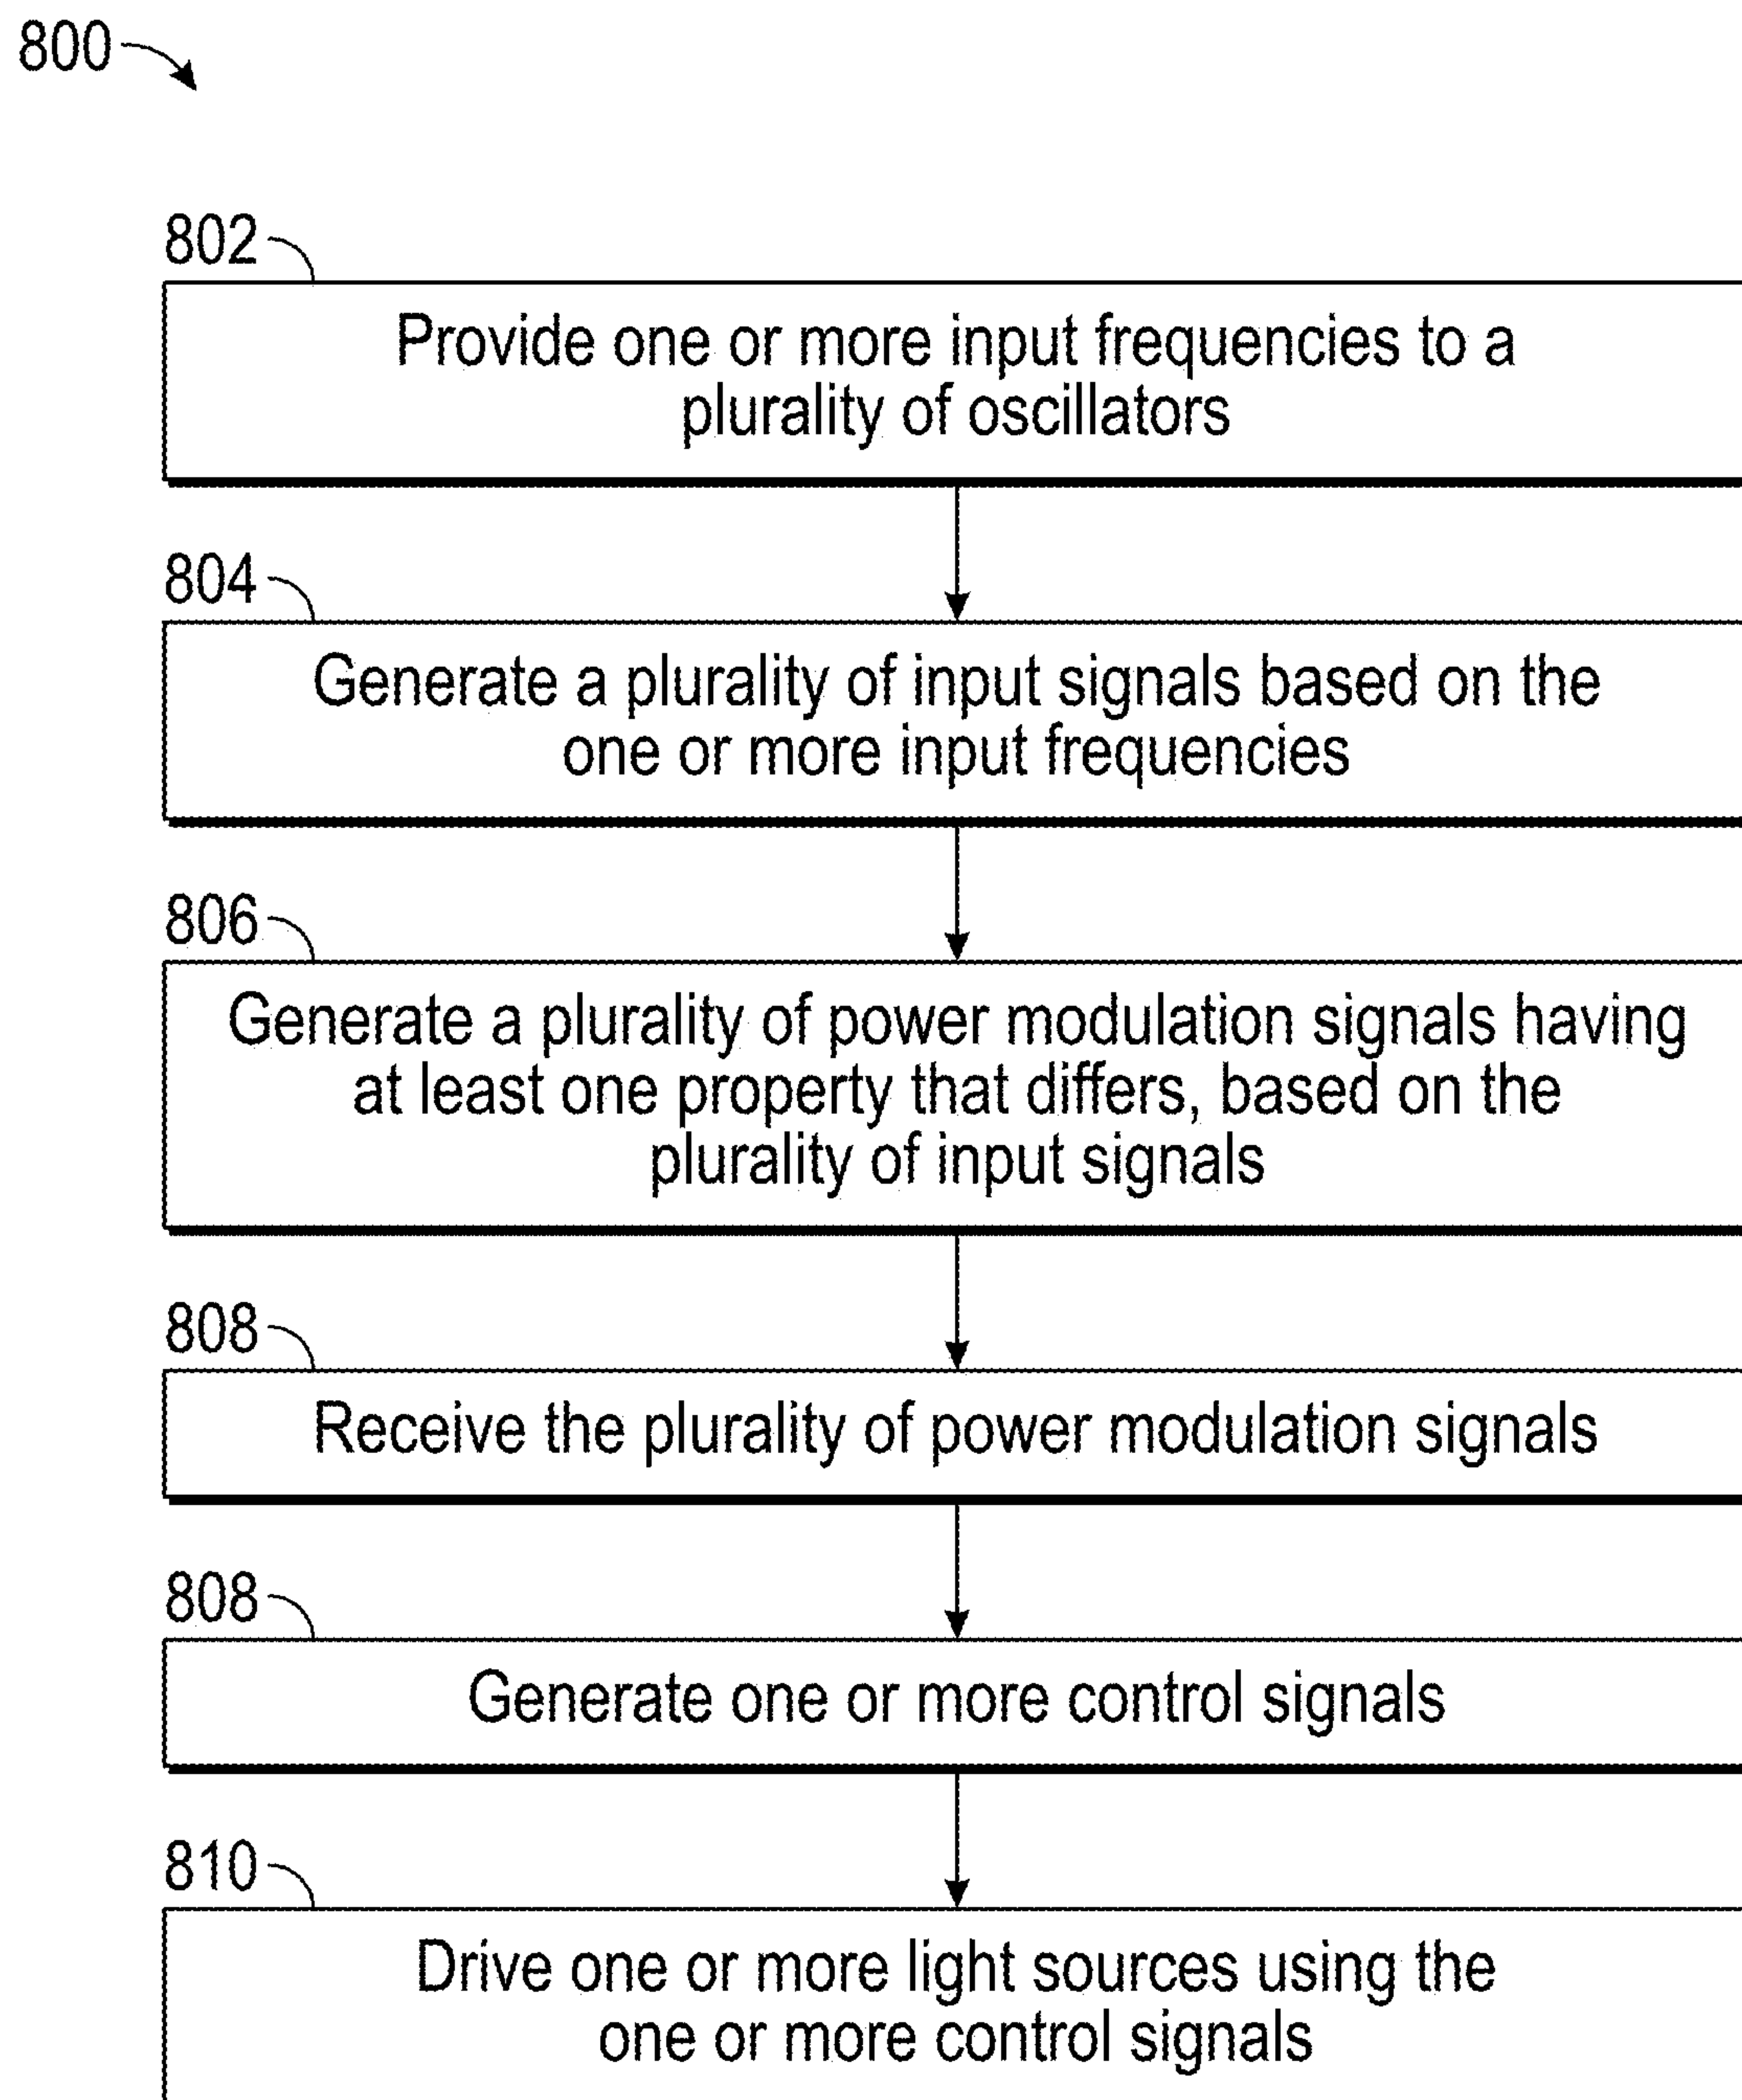 800
802
Provide one or more input frequencies to a
plurality of oscillators
804
Generate a plurality of input signals based on the
one or more input frequencies
806
Generate a plurality of power modulation signals having
at least one property that differs, based on the
plurality of input signals
808
Receive the plurality of power modulation signals
808
Generate one or more control signals
810
Drive one or more light sources using the
one or more control signals